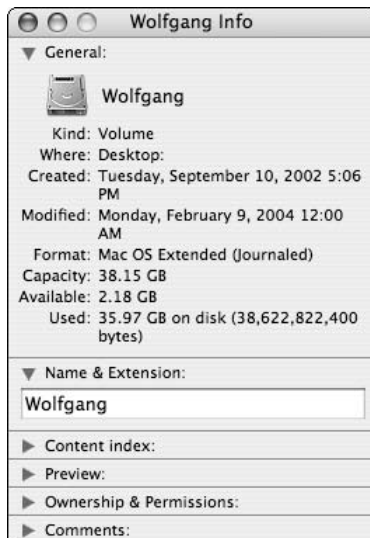 Wolfgang Info
General:
Wolfgang
Kind: Volume
Where: Desktop:
Created: Tuesday, September 10, 2002 5:06
PM
Modified: Monday, February 9, 2004 12:00
AM
Format: Mac OS Extended (Journaled)
Capacity: 38.15 GB
Available: 2.18 GB
Used: 35.97 GB on disk (38,622,822,400
bytes)
Name & Extension:
Wolfgang
Content index:
Preview:
Ownership & Permissions:
Comments: